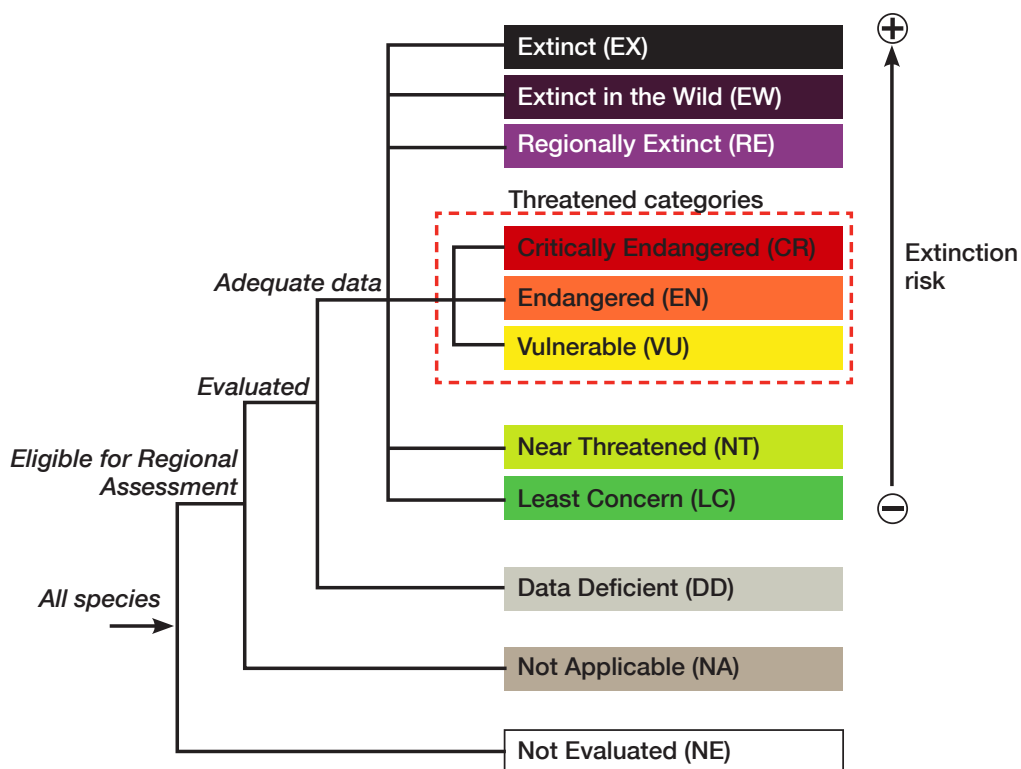 Extinct (EX)
Extinct in the Wild (EW)
Regionally Extinct (RE)
Threatened categories
Critically Endangered (CR)
Endangered (EN)
Vulnerable (VU)
Near Threatened (NT)
Least Concern (LC)
Data Deficient (DD)
Not Applicable (NA)
Not Evaluated (NE)
Adequate data
Evaluated
Eligible for Regional
Assessment
All species
+
Extinction
risk
−